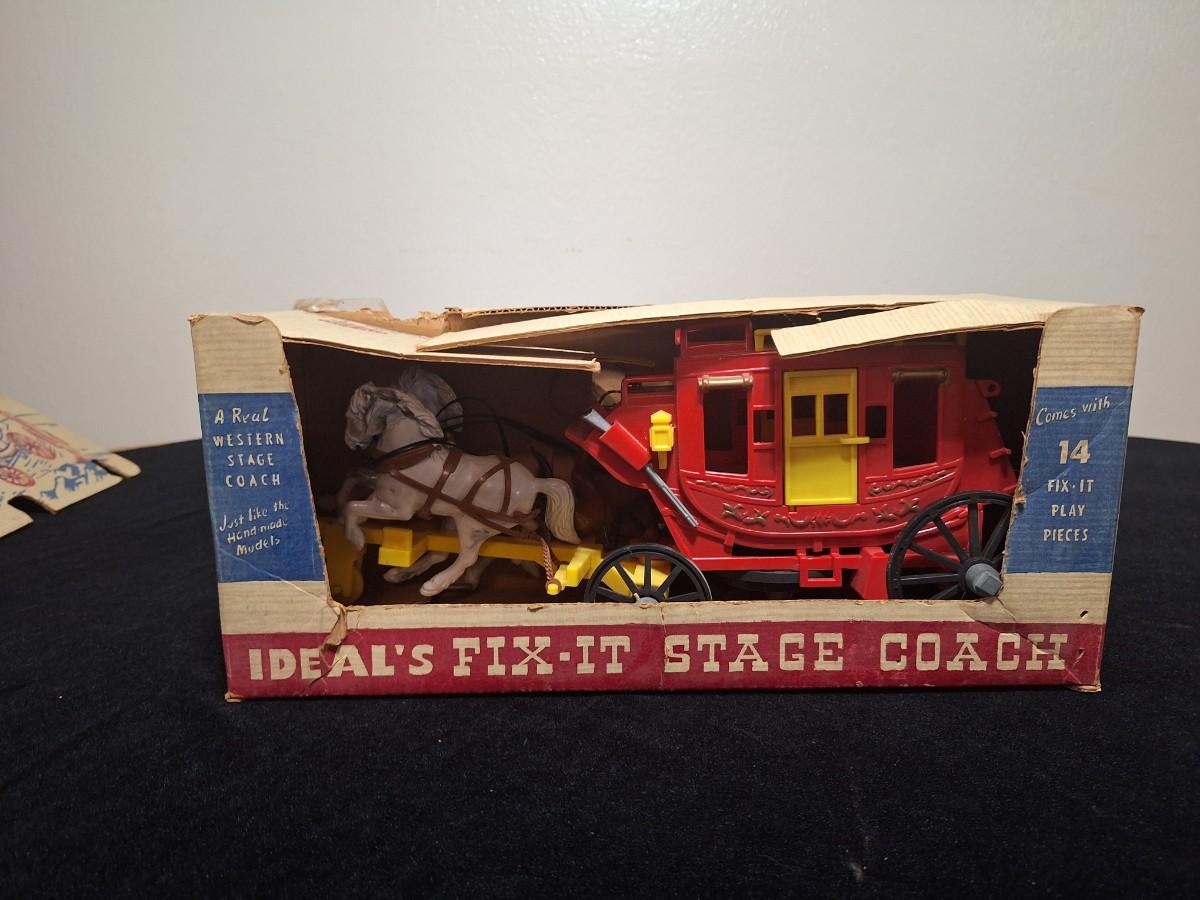 A Real
WESTERN
STAGE
COACH
Just like the
Hand-made
Models
Comes with
14
FIX-IT
PLAY
PIECES
IDEAL'S FIX-IT STAGE COACH